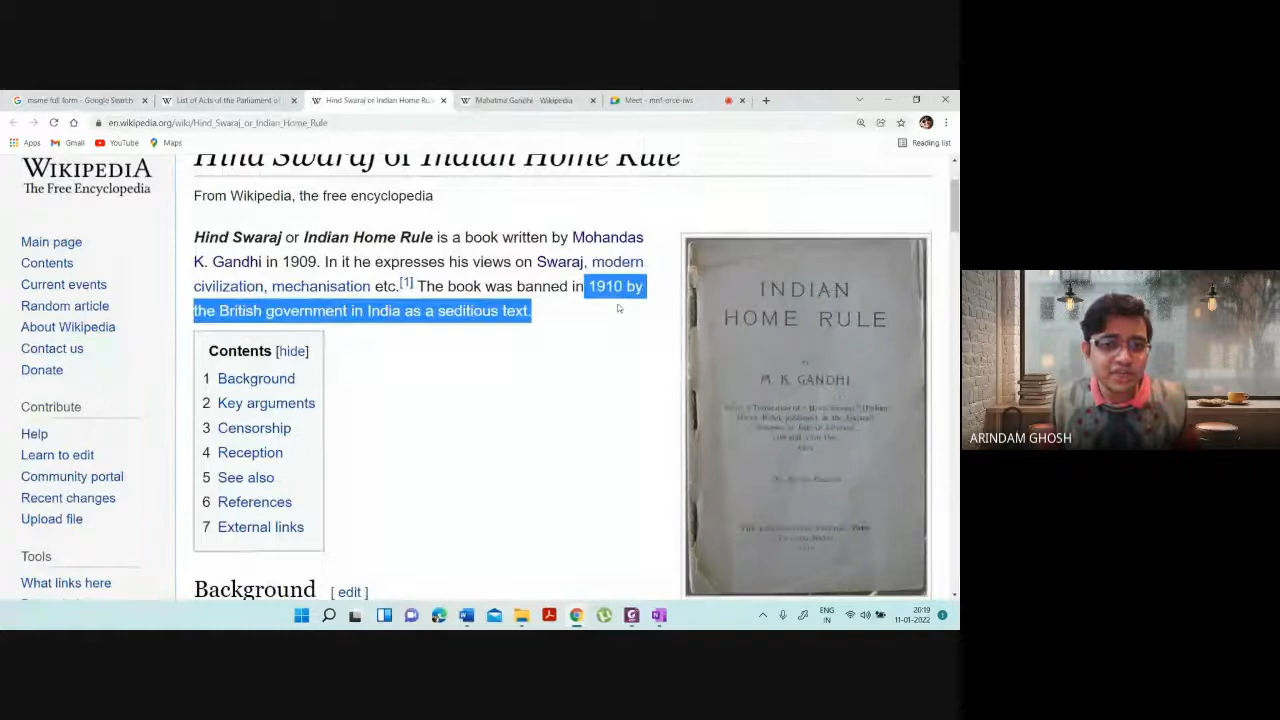 msme full form - Google Search
List of Acts of the Parliament of
Hind Swaraj or Indian Home Rule
Mahatma Gandhi - Wikipedia
Meet - mnf-orce-iws
en.wikipedia.org/wiki/Hind_Swaraj_or_Indian_Home_Rule
Apps
Gmail
YouTube
Maps
Reading list
WIKIPEDIA
The Free Encyclopedia
Main page
Contents
Current events
Random article
About Wikipedia
Contact us
Donate
Contribute
Help
Learn to edit
Community portal
Recent changes
Upload file
Tools
What links here
Hind Swaraj or Indian Home Rule
From Wikipedia, the free encyclopedia
Hind Swaraj or Indian Home Rule is a book written by Mohandas
K. Gandhi in 1909. In it he expresses his views on Swaraj, modern
civilization, mechanisation etc.[1] The book was banned in 1910 by
the British government in India as a seditious text.
Contents [hide]
1 Background
2 Key arguments
3 Censorship
4 Reception
5 See also
6 References
7 External links
Background [ edit ]
INDIAN
HOME RULE
BY
M. K. GANDHI
ARINDAM GHOSH
ENG
IN
20:19
11-01-2022